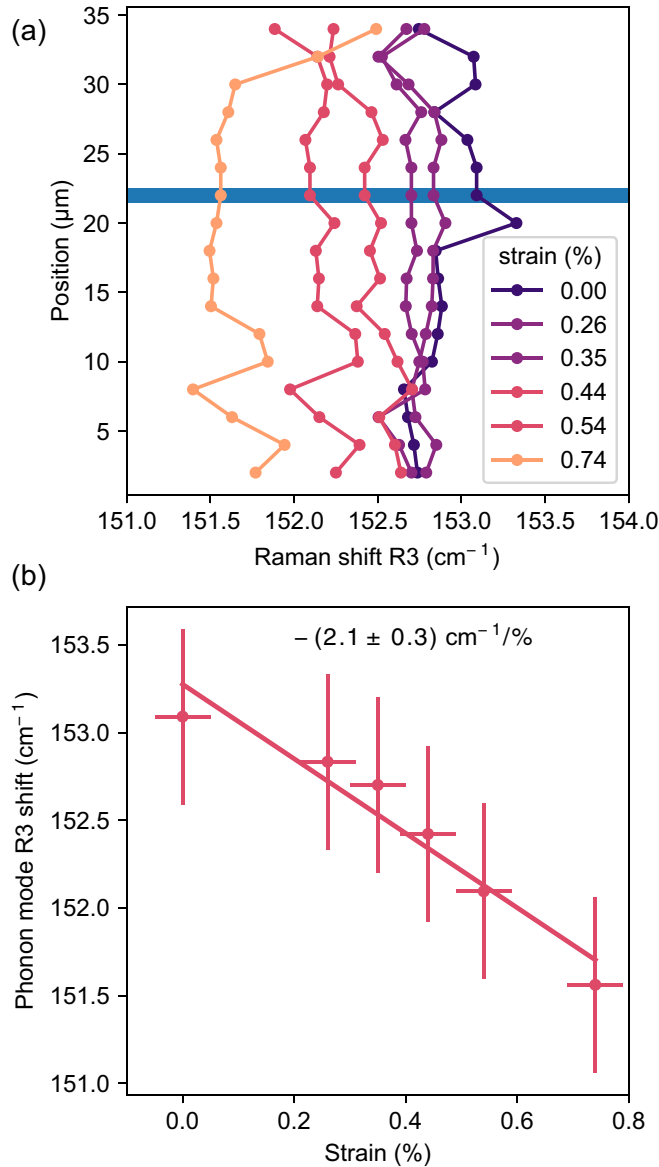 (a)
35
30
25
20
15
10
5
Position (µm)
strain (%)
0.00
0.26
0.35
0.44
0.54
0.74
151.0 151.5 152.0 152.5 153.0 153.5 154.0
Raman shift R3 (cm⁻¹)
(b)
− (2.1 ± 0.3) cm⁻¹/%
153.5
153.0
152.5
152.0
151.5
151.0
Phonon mode R3 shift (cm⁻¹)
0.0 0.2 0.4 0.6 0.8
Strain (%)